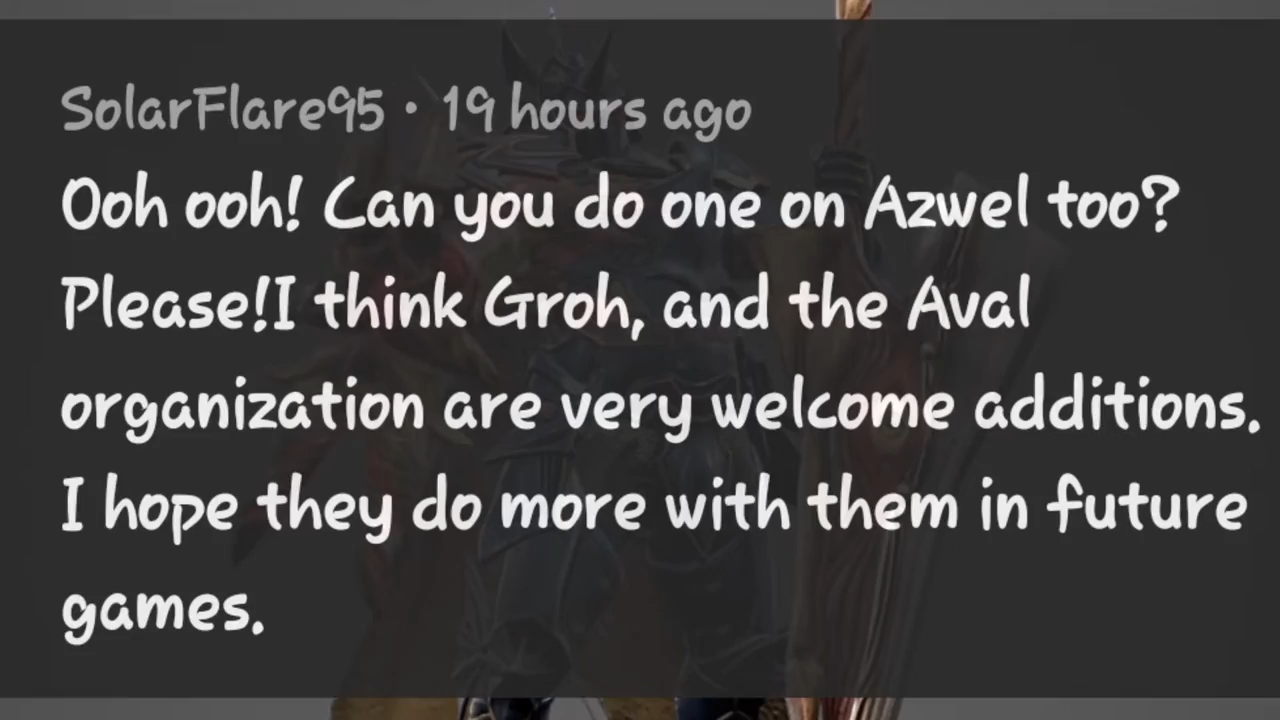 SolarFlare95 • 19 hours ago
Ooh ooh! Can you do one on Azwel too?
Please!I think Groh, and the Aval
organization are very welcome additions.
I hope they do more with them in future
games.